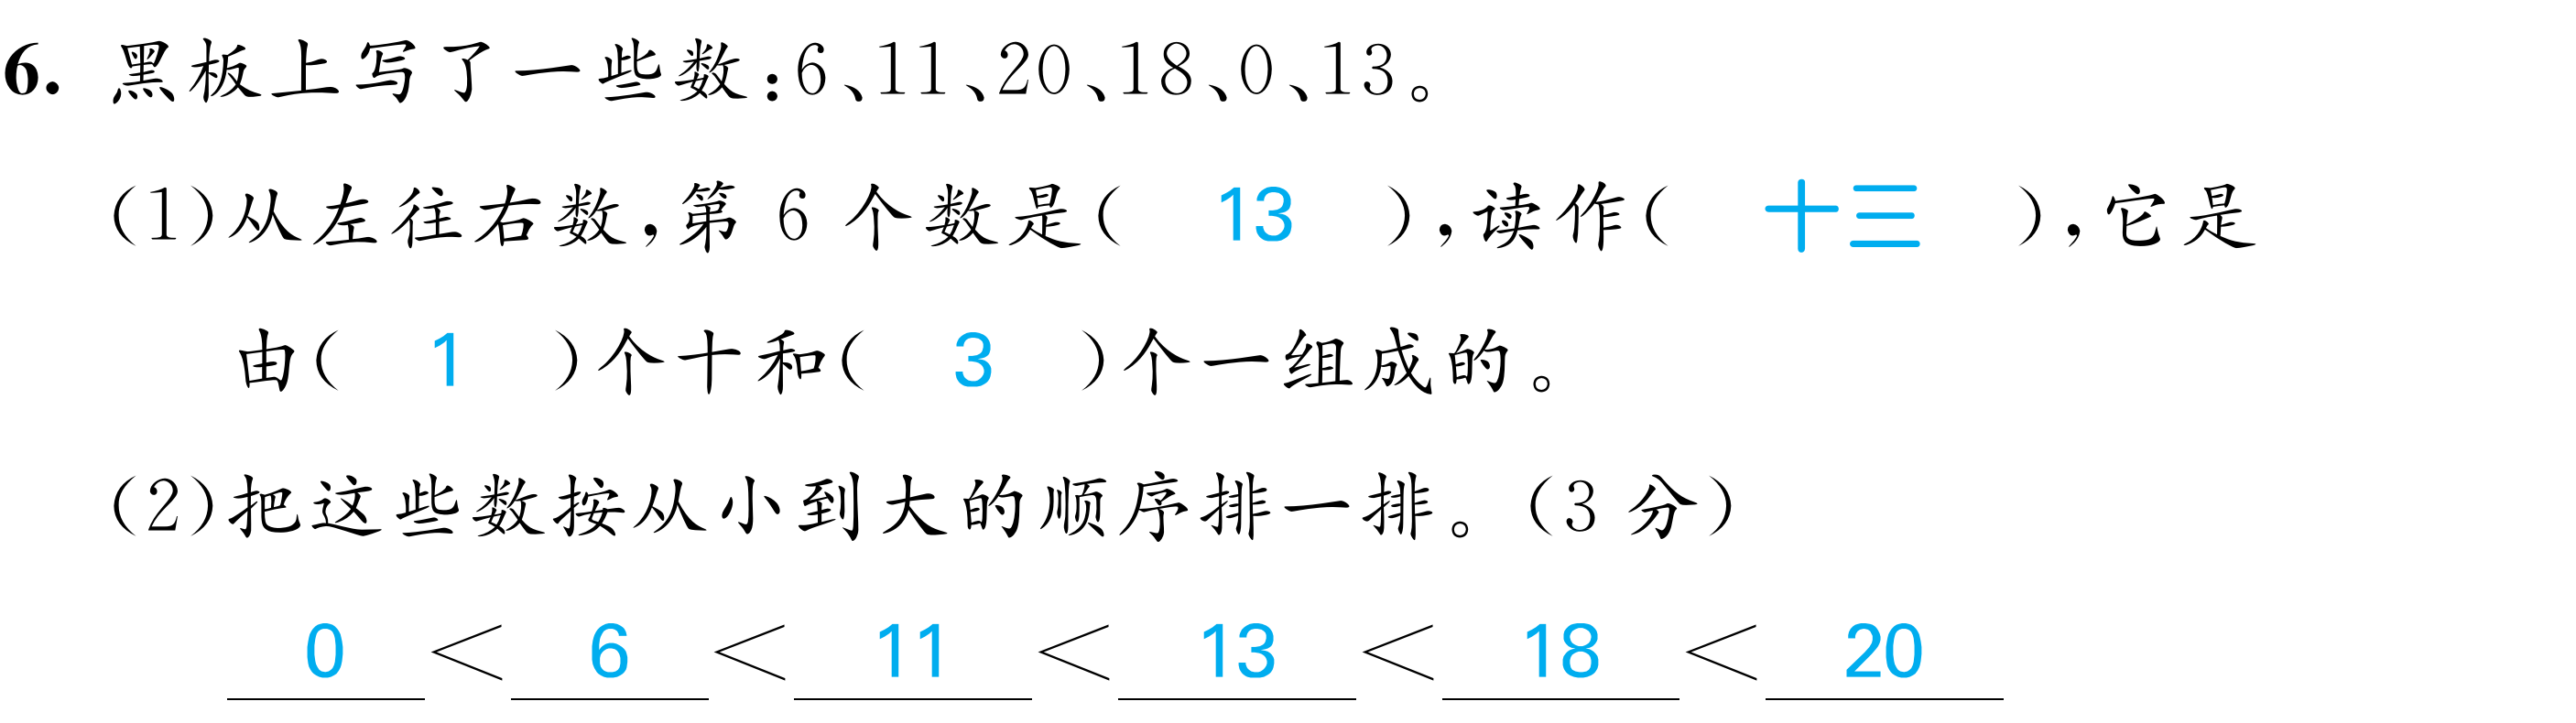 6. 黑板上写了一些数:6、11、20、18、0、13。
(1)从左往右数,第 6 个数是( 13 ),读作( 十三 ),它是
由( 1 )个十和( 3 )个一组成的。
(2)把这些数按从小到大的顺序排一排。(3 分)
0 < 6 < 11 < 13 < 18 < 20